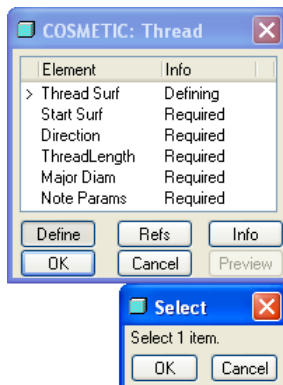 COSMETIC: Thread
Element Info
> Thread Surf Defining
Start Surf Required
Direction Required
ThreadLength Required
Major Diam Required
Note Params Required
Define Refs Info
OK Cancel Preview
Select
Select 1 item.
OK Cancel